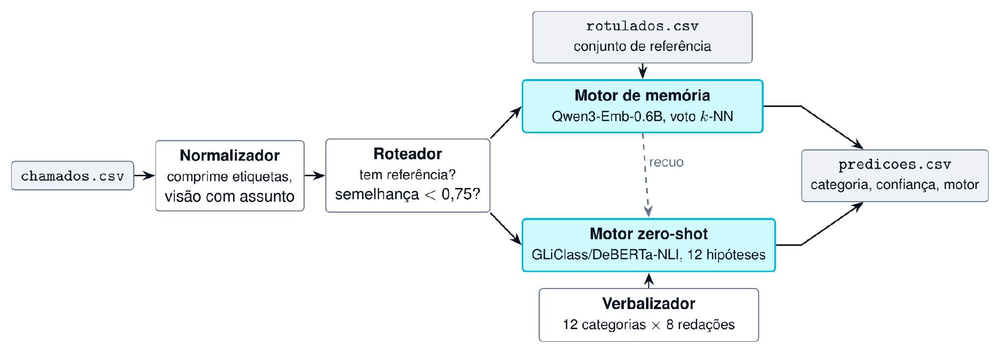 chamados.csv
Normalizador
comprime etiquetas,
visão com assunto
Roteador
tem referência?
semelhança < 0,75?
rotulados.csv
conjunto de referência
Motor de memória
Qwen3-Emb-0.6B, voto k-NN
recuo
Motor zero-shot
GLiClass/DeBERTa-NLI, 12 hipóteses
Verbalizador
12 categorias × 8 redações
predicoes.csv
categoria, confiança, motor